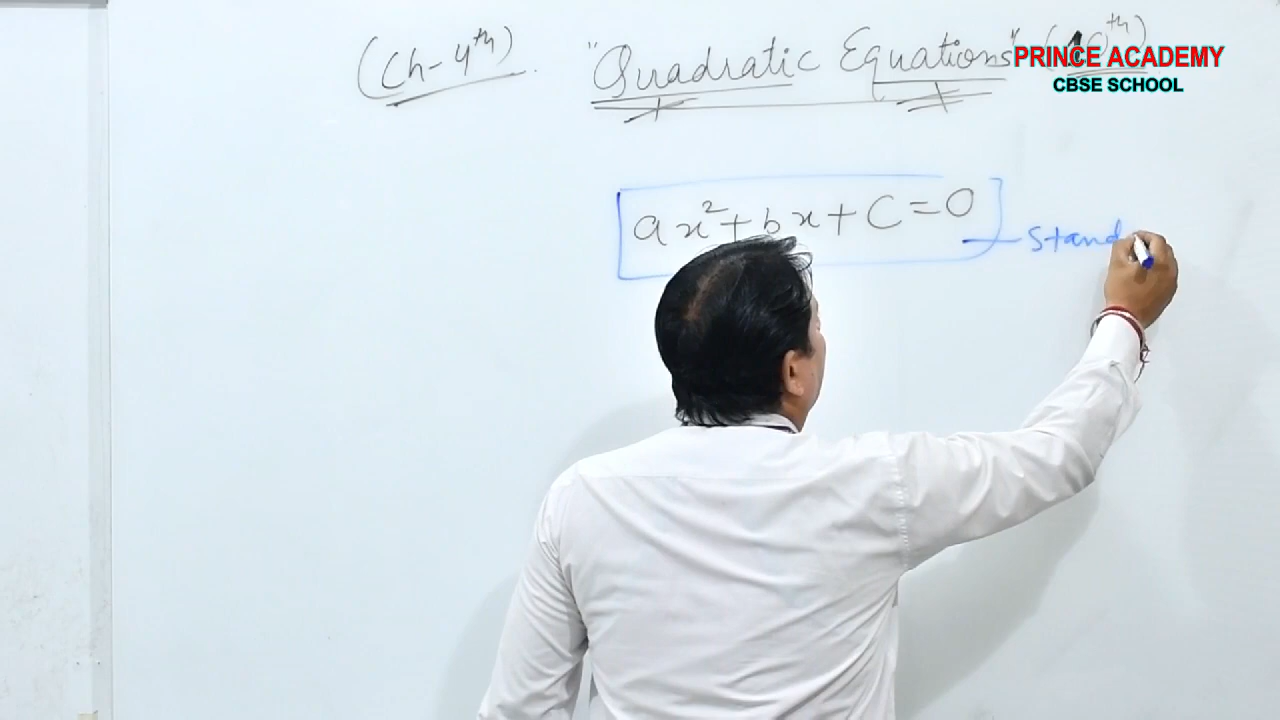 (Ch-4th) "Quadratic Equations" (10th)
PRINCE ACADEMY
CBSE SCHOOL
ax²+bx+C=0
Stand